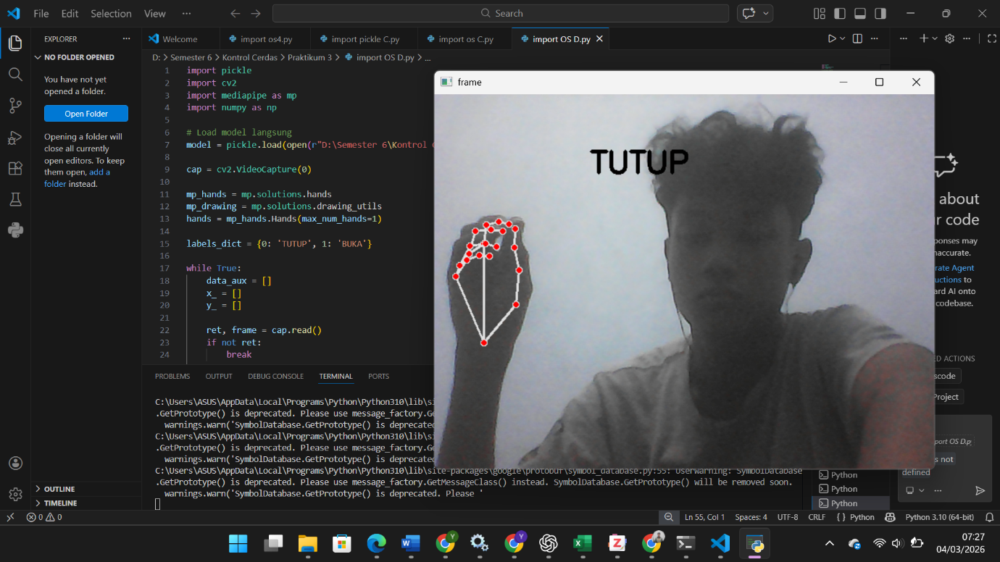 File Edit Selection View ··· Search
EXPLORER ···
NO FOLDER OPENED
You have not yet
opened a folder.
Open Folder
Opening a folder will
close all currently
open editors. To keep
them open, add a
folder instead.
OUTLINE
TIMELINE
Welcome import os4.py import pickle C.py import os C.py import OS D.py
D: > Semester 6 > Kontrol Cerdas > Praktikum 3 > import OS D.py > ...
1 import pickle
2 import cv2
3 import mediapipe as mp
4 import numpy as np
5
6 # Load model langsung
7 model = pickle.load(open(r"D:\Semester 6\Kontrol
8
9 cap = cv2.VideoCapture(0)
10
11 mp_hands = mp.solutions.hands
12 mp_drawing = mp.solutions.drawing_utils
13 hands = mp_hands.Hands(max_num_hands=1)
14
15 labels_dict = {0: 'TUTUP', 1: 'BUKA'}
16
17 while True:
18 data_aux = []
19 x_ = []
20 y_ = []
21
22 ret, frame = cap.read()
23 if not ret:
24 break
frame
TUTUP
about
code
ponses may
naccurate.
rate Agent
uctions to
ard AI onto
codebase.
ED ACTIONS
scode
Project
port OS D.py
s not
defined
PROBLEMS OUTPUT DEBUG CONSOLE TERMINAL PORTS
C:\Users\ASUS\AppData\Local\Programs\Python\Python310\lib\si
.GetPrototype() is deprecated. Please use message_factory.Ge
warnings.warn('SymbolDatabase.GetPrototype() is deprecated
C:\Users\ASUS\AppData\Local\Programs\Python\Python310\lib\si
.GetPrototype() is deprecated. Please use message_factory.Ge
warnings.warn('SymbolDatabase.GetPrototype() is deprecated
C:\Users\ASUS\AppData\Local\Programs\Python\Python310\lib\site-packages\google\protobuf\symbol_database.py:55: UserWarning: SymbolDatabase
.GetPrototype() is deprecated. Please use message_factory.GetMessageClass() instead. SymbolDatabase.GetPrototype() will be removed soon.
warnings.warn('SymbolDatabase.GetPrototype() is deprecated. Please '
Python
Python
Python
0 0 Ln 55, Col 1 Spaces: 4 UTF-8 CRLF { } Python Python 3.10 (64-bit)
07:27
04/03/2026